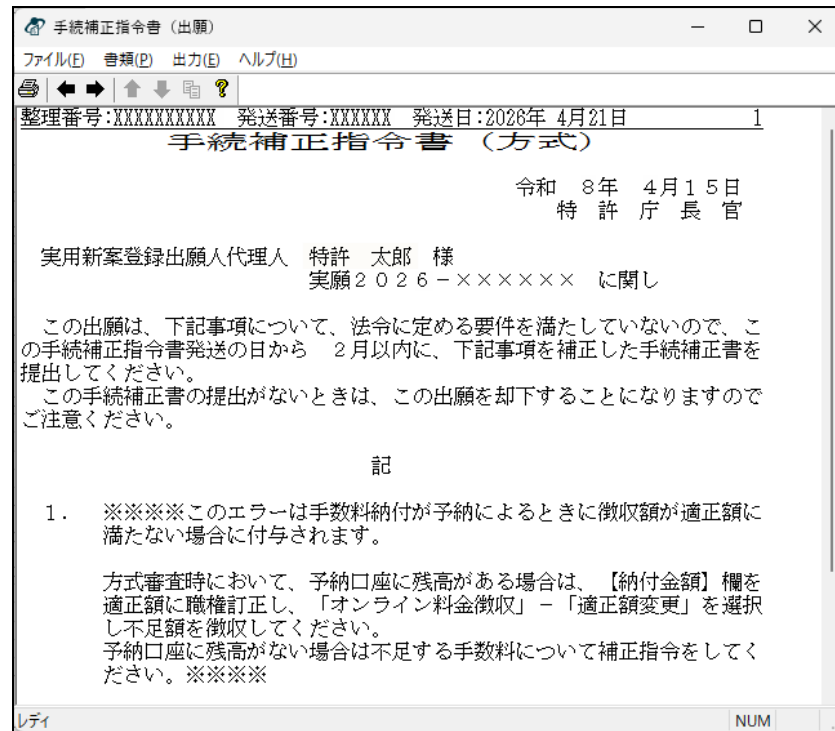 手続補正指令書（出願）
ファイル(F) 書類(P) 出力(E) ヘルプ(H)
整理番号:XXXXXXXXXX 発送番号:XXXXXX 発送日:2026年 4月21日 1
手続補正指令書（方式）
令和 8年 4月15日
特 許 庁 長 官
実用新案登録出願人代理人 特許 太郎 様
実願２０２６－×××××× に関し
この出願は、下記事項について、法令に定める要件を満たしていないので、こ
の手続補正指令書発送の日から ２月以内に、下記事項を補正した手続補正書を
提出してください。
この手続補正書の提出がないときは、この出願を却下することになりますので
ご注意ください。
記
１． ※※※※このエラーは手数料納付が予納によるときに徴収額が適正額に
満たない場合に付与されます。
方式審査時において、予納口座に残高がある場合は、【納付金額】欄を
適正額に職権訂正し、「オンライン料金徴収」－「適正額変更」を選択
し不足額を徴収してください。
予納口座に残高がない場合は不足する手数料について補正指令をしてく
ださい。※※※※
レディ NUM